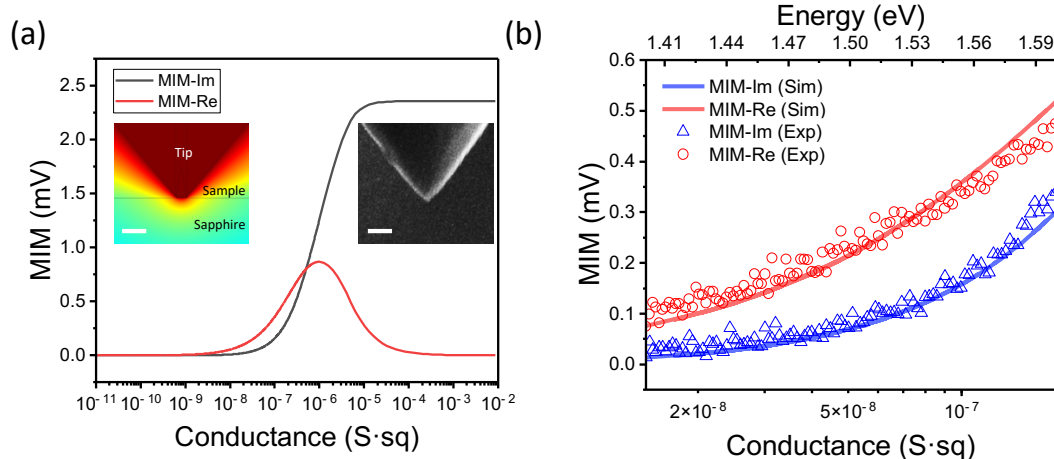 (a)
MIM-Im
MIM-Re
Tip
Sample
Sapphire
MIM (mV)
2.5
2.0
1.5
1.0
0.5
0.0
10⁻¹¹ 10⁻¹⁰ 10⁻⁹ 10⁻⁸ 10⁻⁷ 10⁻⁶ 10⁻⁵ 10⁻⁴ 10⁻³ 10⁻²
Conductance (S·sq)
(b)
Energy (eV)
1.41 1.44 1.47 1.50 1.53 1.56 1.59
MIM-Im (Sim)
MIM-Re (Sim)
MIM-Im (Exp)
MIM-Re (Exp)
MIM (mV)
0.6
0.5
0.4
0.3
0.2
0.1
0.0
2×10⁻⁸ 5×10⁻⁸ 10⁻⁷
Conductance (S·sq)